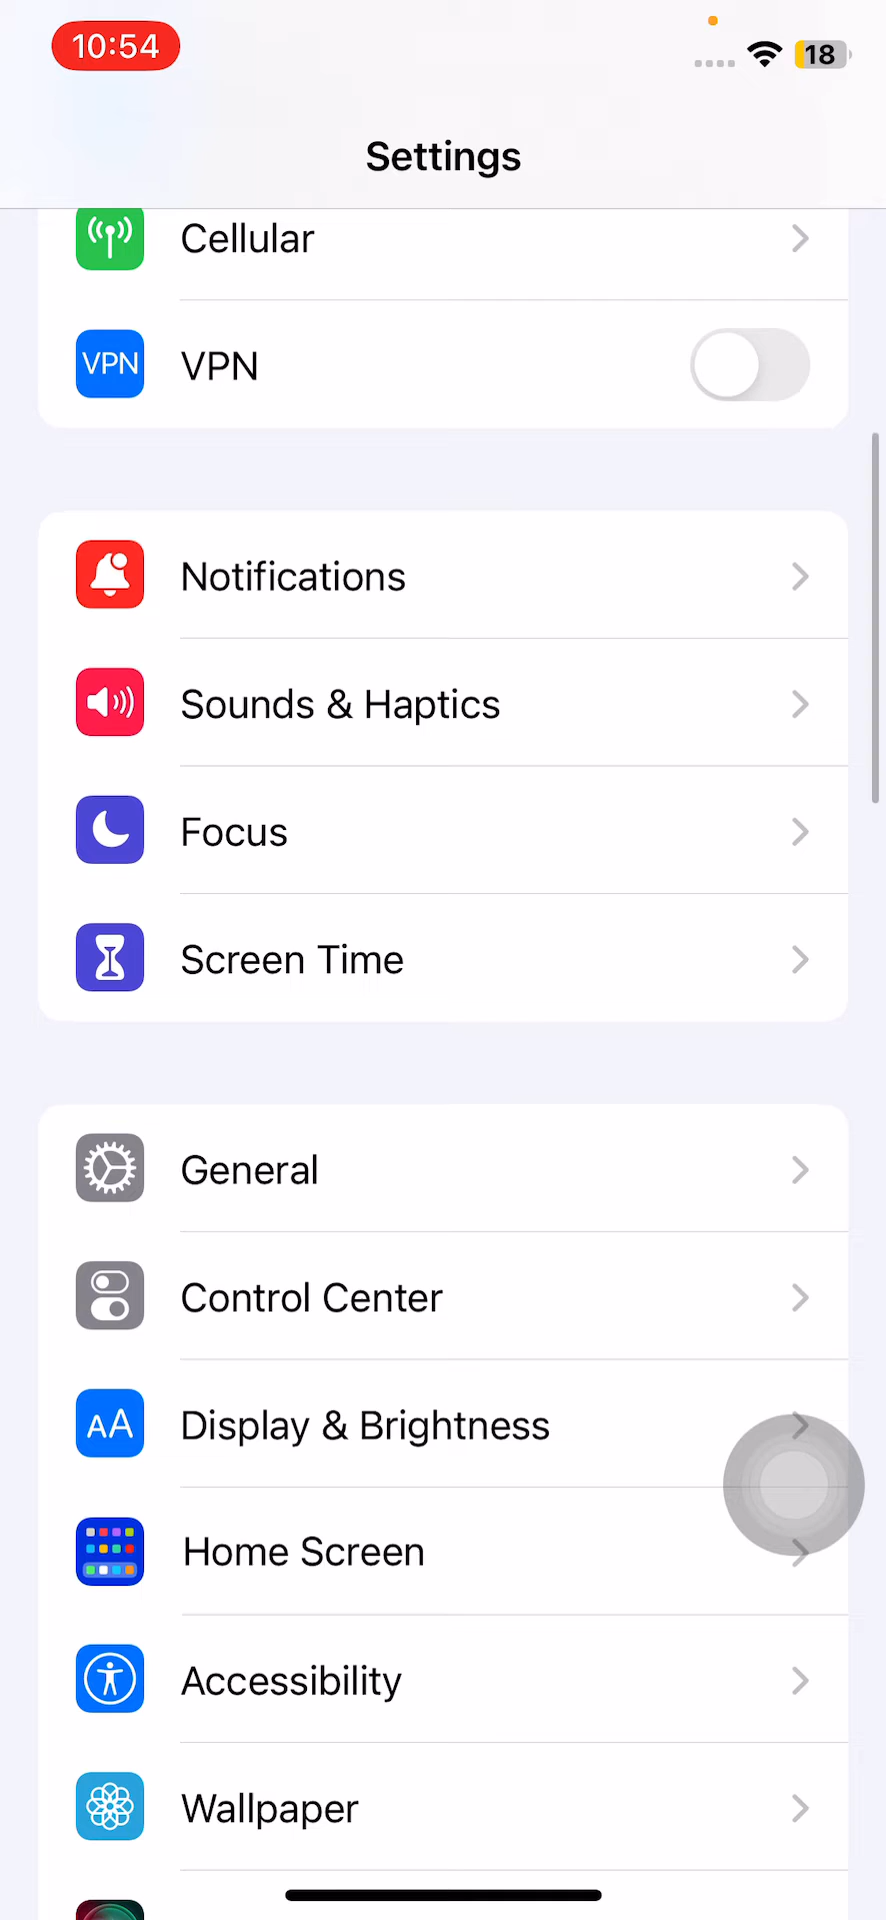 10:54
18
Settings
Cellular
VPN VPN
Notifications
Sounds & Haptics
Focus
Screen Time
General
Control Center
AA Display & Brightness
Home Screen
Accessibility
Wallpaper